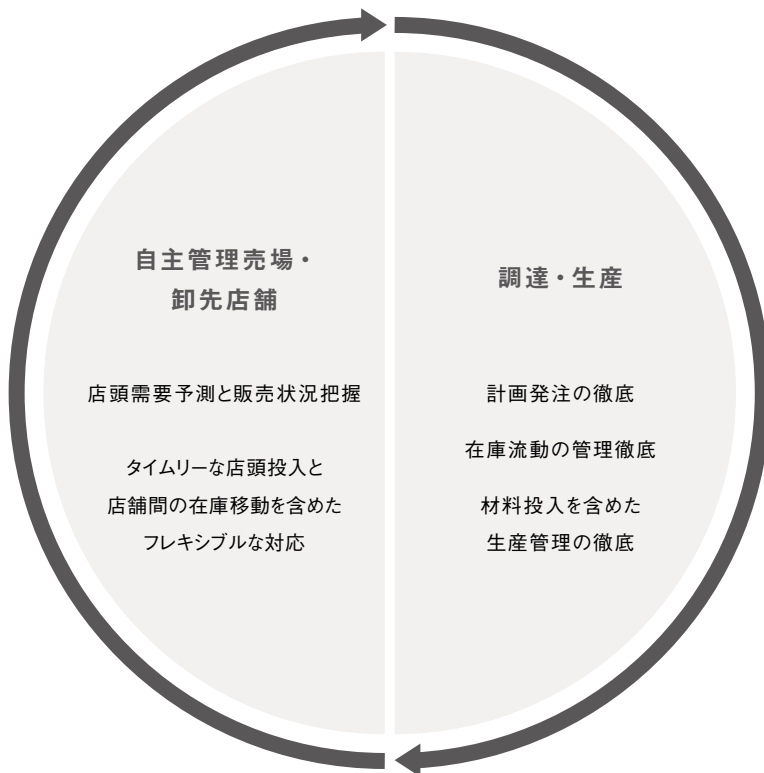 自主管理売場・
卸先店舗
店頭需要予測と販売状況把握
タイムリーな店頭投入と
店舗間の在庫移動を含めた
フレキシブルな対応
調達・生産
計画発注の徹底
在庫流動の管理徹底
材料投入を含めた
生産管理の徹底